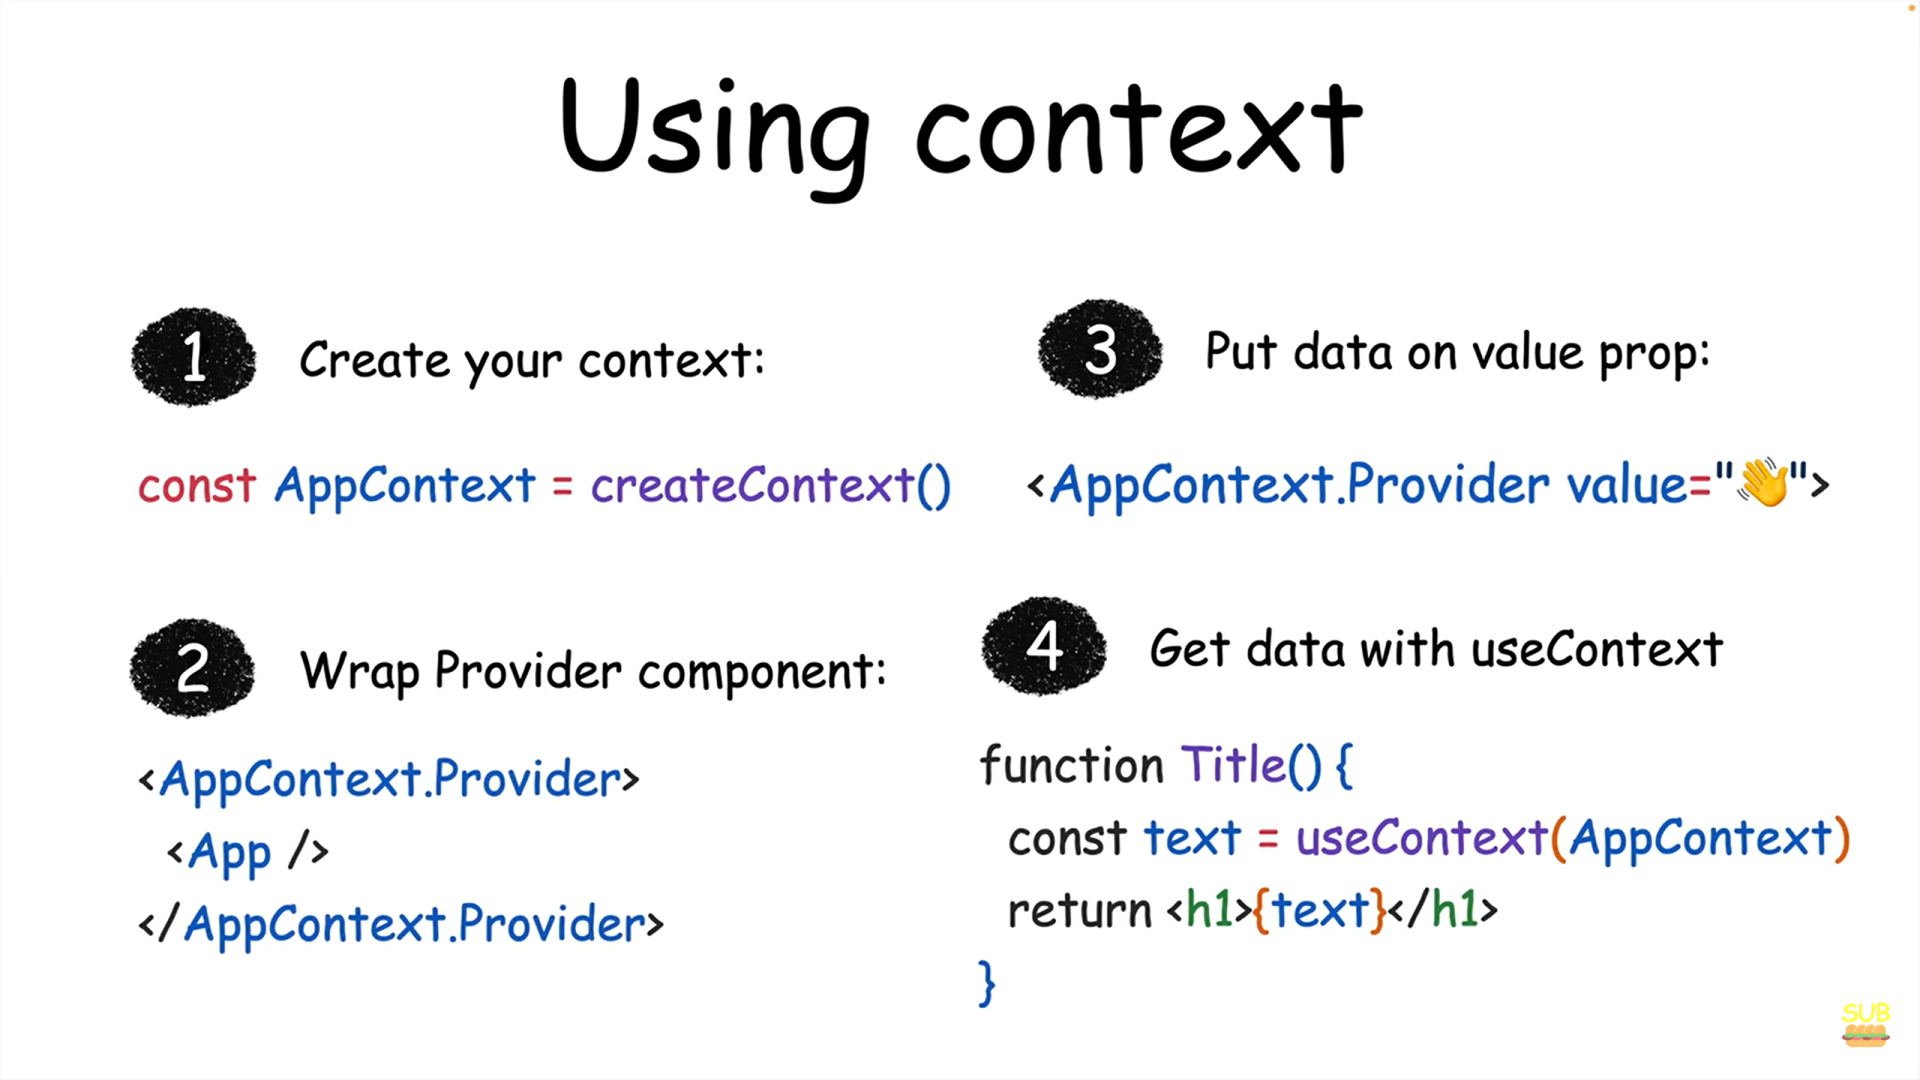 Using context
1 Create your context:
const AppContext = createContext()
2 Wrap Provider component:
<AppContext.Provider>
<App />
</AppContext.Provider>
3 Put data on value prop:
<AppContext.Provider value="👋">
4 Get data with useContext
function Title() {
const text = useContext(AppContext)
return <h1>{text}</h1>
}
SUB